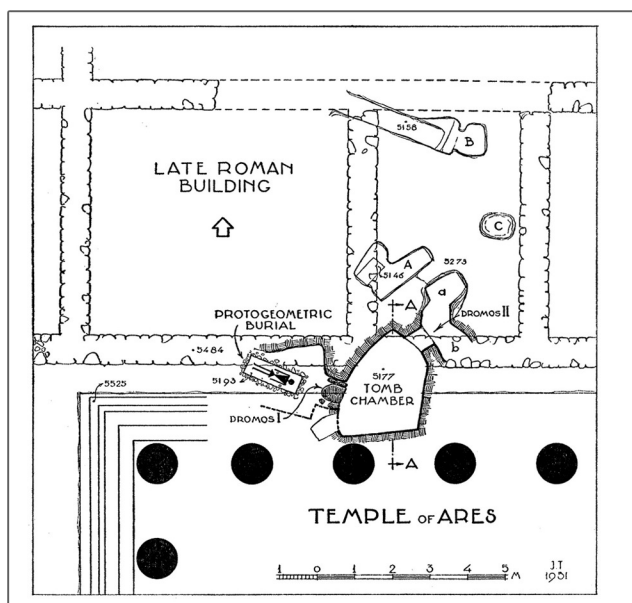 5158
B
LATE ROMAN
BUILDING
C
A
5146
5273
a
A
DROMOS II
PROTOGEOMETRIC
BURIAL
5484
b
5177
TOMB
CHAMBER
5193
5525
DROMOS I
A
TEMPLE OF ARES
1 0 1 2 3 4 5 M
J.T
1951